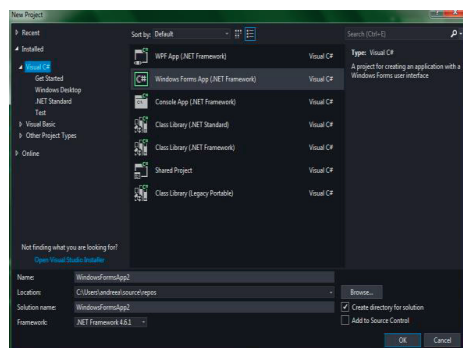 New Project
Recent
Installed
Visual C#
Get Started
Windows Desktop
.NET Standard
Test
Visual Basic
Other Project Types
Online
Not finding what you are looking for?
Open Visual Studio Installer
Sort by: Default
WPF App (.NET Framework) Visual C#
Windows Forms App (.NET Framework) Visual C#
Console App (.NET Framework) Visual C#
Class Library (.NET Standard) Visual C#
Class Library (.NET Framework) Visual C#
Shared Project Visual C#
Class Library (Legacy Portable) Visual C#
Search (Ctrl+E)
Type: Visual C#
A project for creating an application with a
Windows Forms user interface
Name: WindowsFormsApp2
Location: C:\Users\andreea\source\repos
Browse...
Solution name: WindowsFormsApp2
Create directory for solution
Framework: .NET Framework 4.6.1
Add to Source Control
OK Cancel